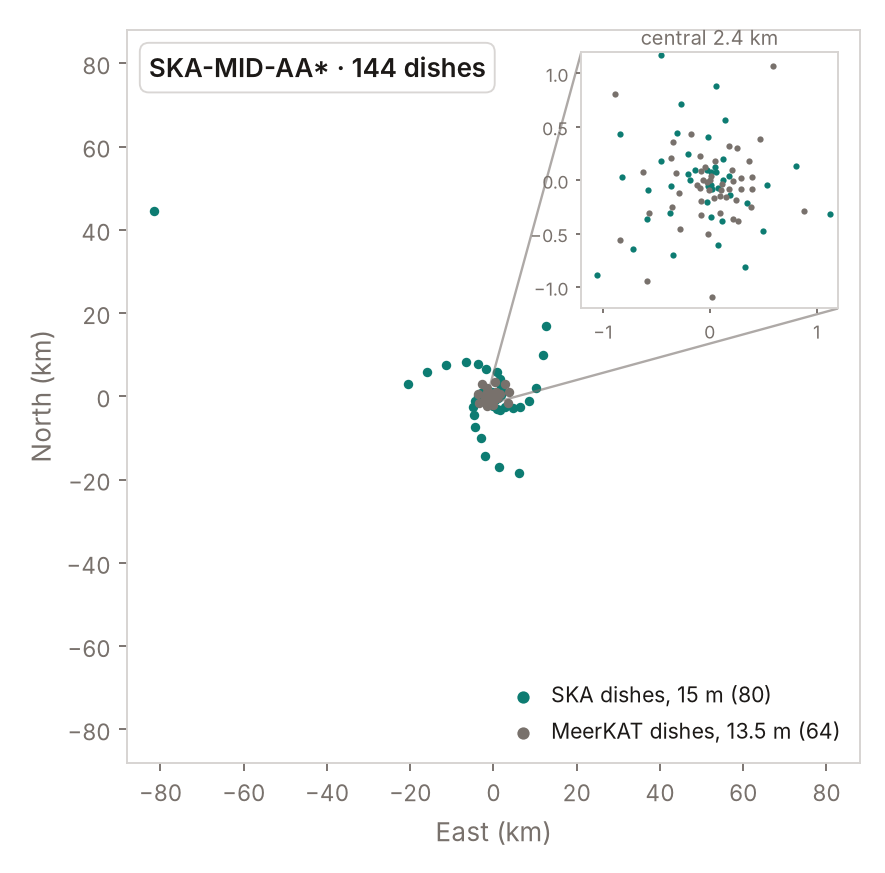 SKA-MID-AA* · 144 dishes
central 2.4 km
1.0
0.5
0.0
−0.5
−1.0
−1 0 1
80
60
40
20
0
−20
−40
−60
−80
North (km)
SKA dishes, 15 m (80)
MeerKAT dishes, 13.5 m (64)
−80 −60 −40 −20 0 20 40 60 80
East (km)